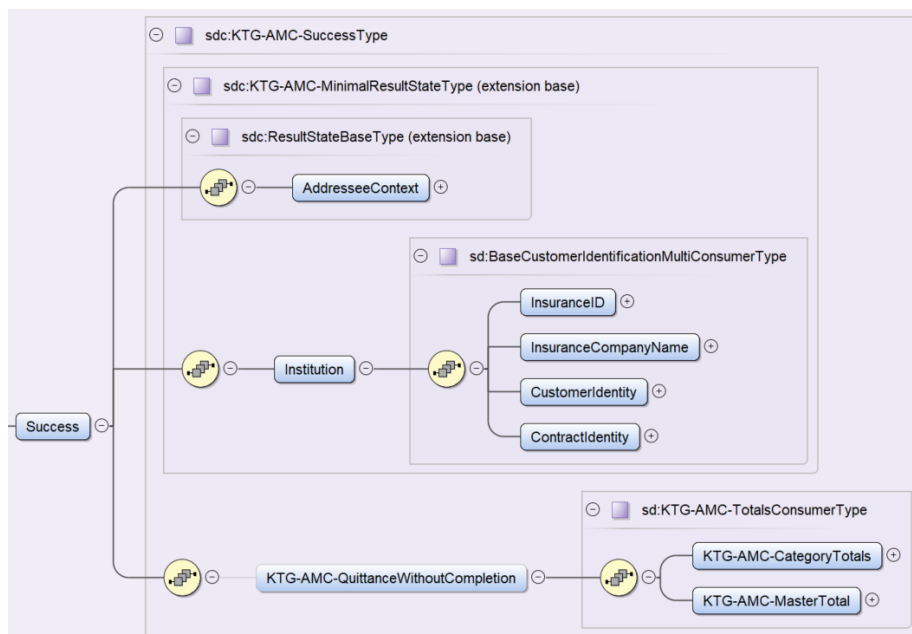 sdc:KTG-AMC-SuccessType
sdc:KTG-AMC-MinimalResultStateType (extension base)
sdc:ResultStateBaseType (extension base)
AddresseeContext
sd:BaseCustomerIdentificationMultiConsumerType
InsuranceID
InsuranceCompanyName
Institution
CustomerIdentity
Success
ContractIdentity
sd:KTG-AMC-TotalsConsumerType
KTG-AMC-CategoryTotals
KTG-AMC-QuittanceWithoutCompletion
KTG-AMC-MasterTotal